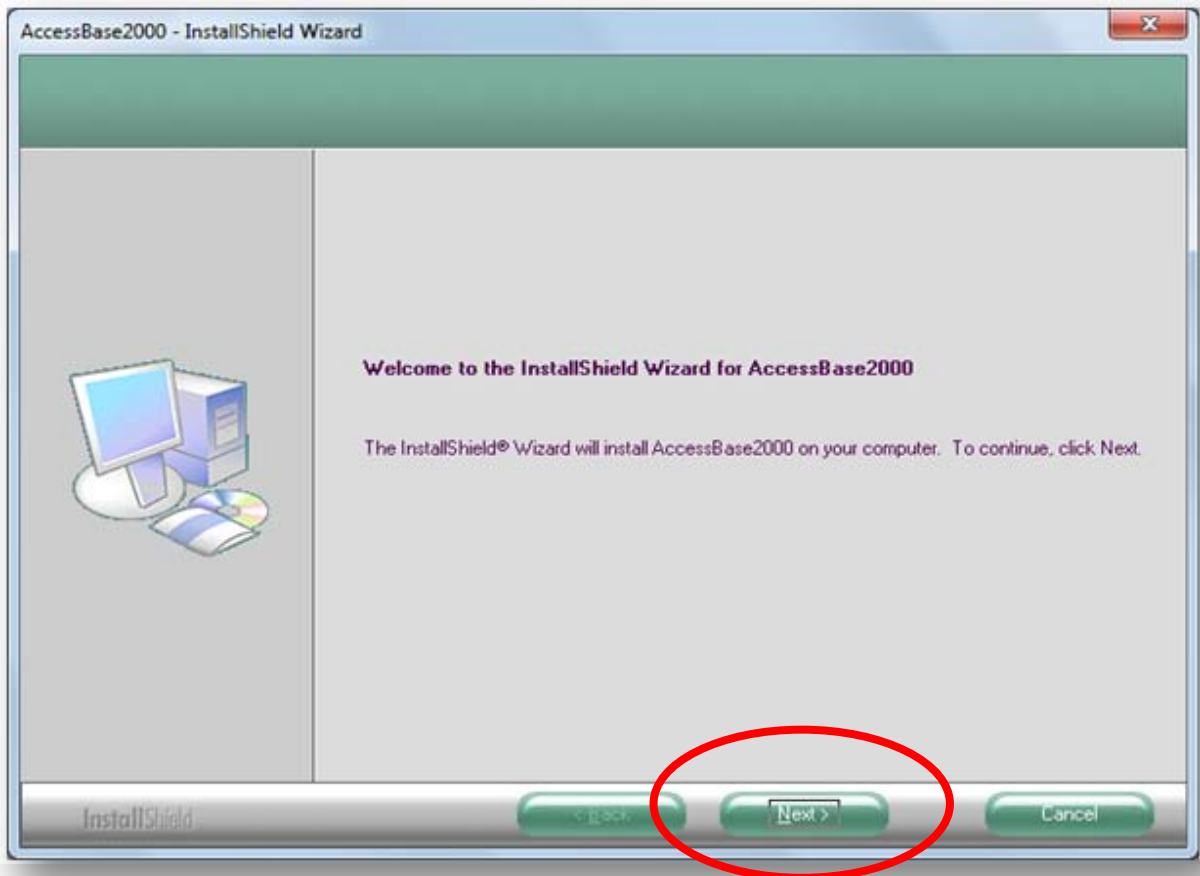 AccessBase2000 - InstallShield Wizard
Welcome to the InstallShield Wizard for AccessBase2000
The InstallShield® Wizard will install AccessBase2000 on your computer. To continue, click Next.
InstallShield
< Back
Next >
Cancel